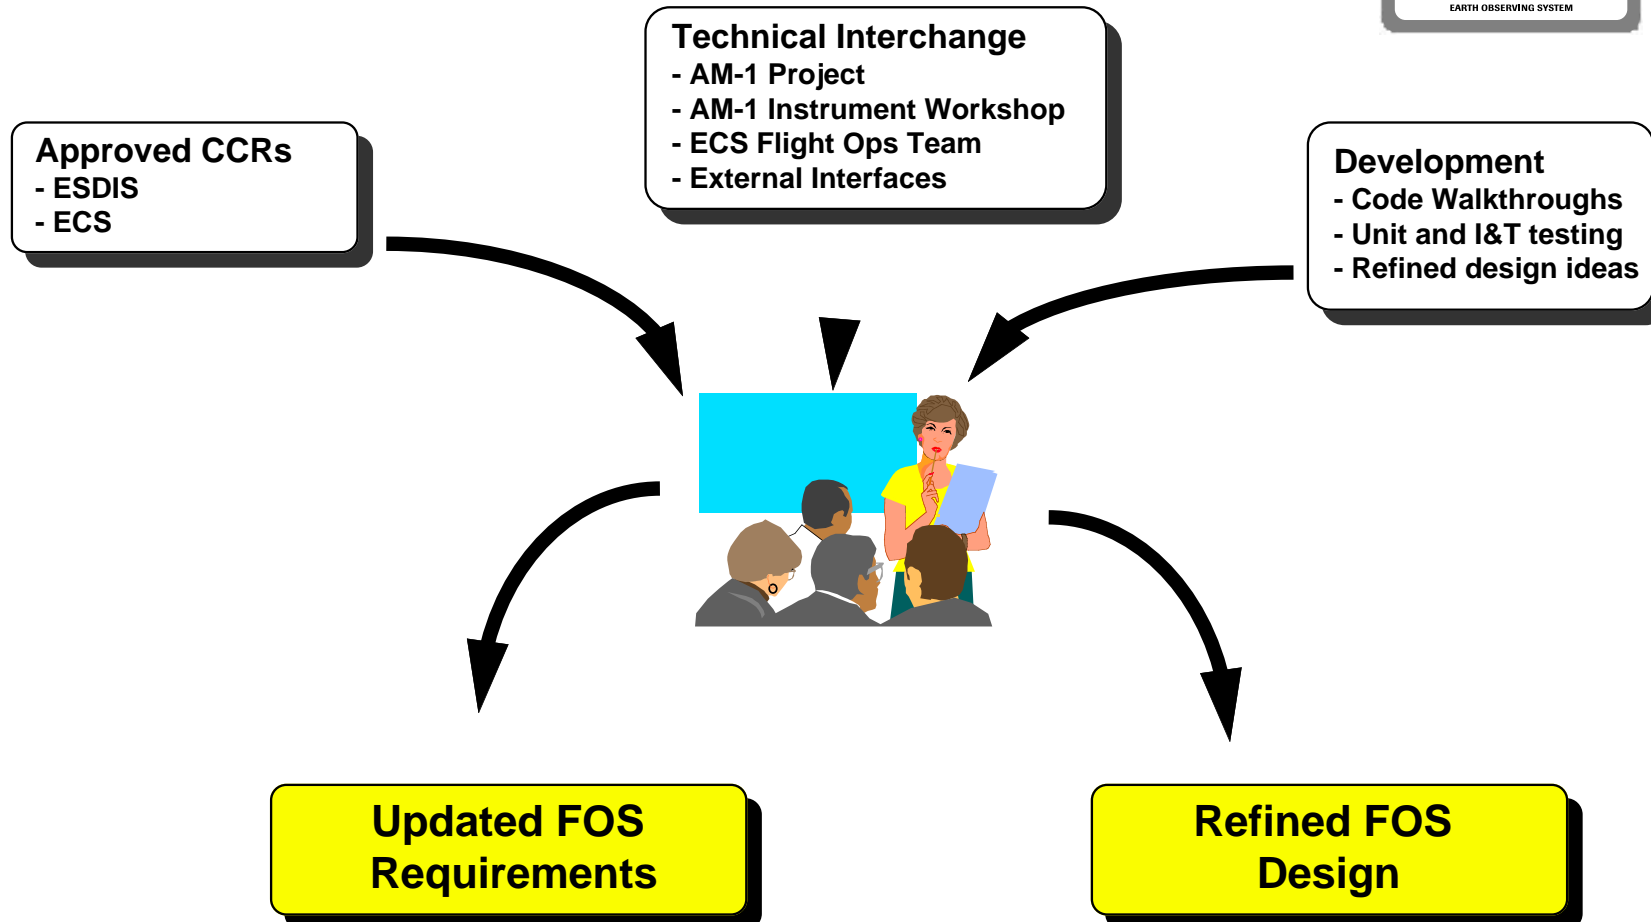 EARTH OBSERVING SYSTEM
Technical Interchange
- AM-1 Project
- AM-1 Instrument Workshop
- ECS Flight Ops Team
- External Interfaces
Approved CCRs
- ESDIS
- ECS
Development
- Code Walkthroughs
- Unit and I&T testing
- Refined design ideas
Updated FOS
Requirements
Refined FOS
Design